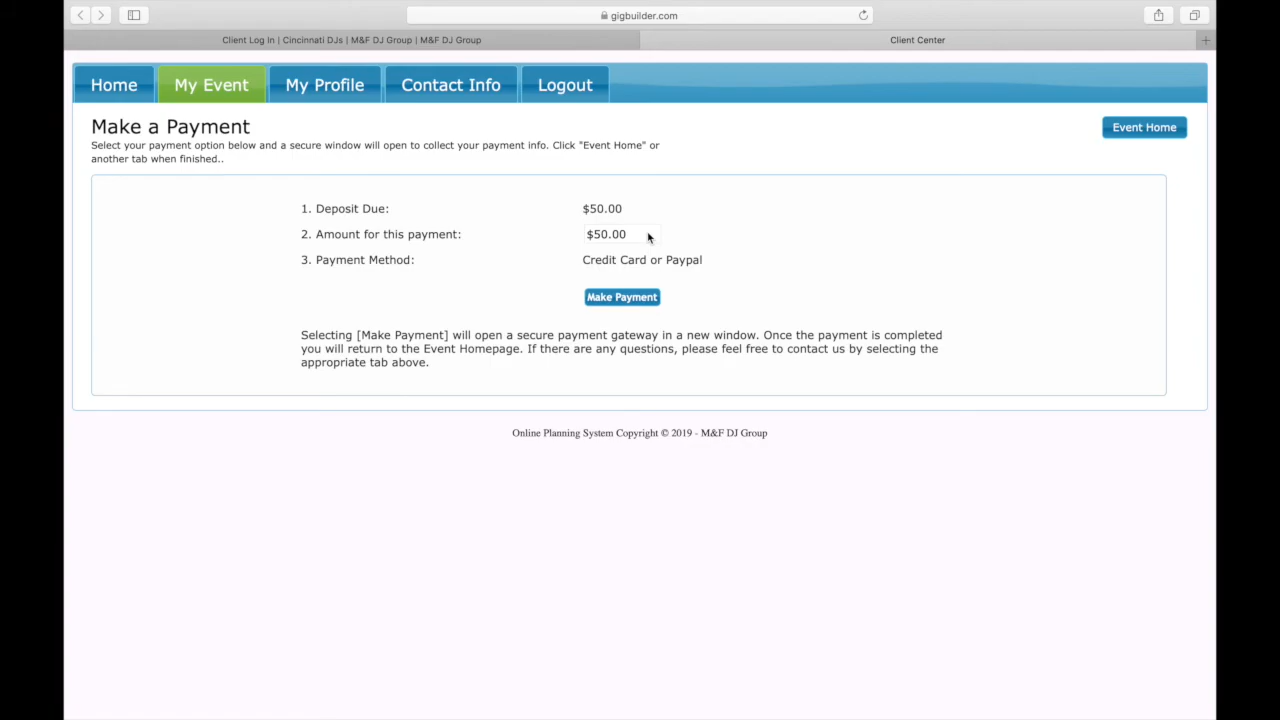 gigbuilder.com
Client Log In | Cincinnati DJs | M&F DJ Group | M&F DJ Group
Client Center
Home
My Event
My Profile
Contact Info
Logout
Make a Payment
Event Home
Select your payment option below and a secure window will open to collect your payment info. Click "Event Home" or
another tab when finished..
1. Deposit Due: $50.00
2. Amount for this payment: $50.00
3. Payment Method: Credit Card or Paypal
Make Payment
Selecting [Make Payment] will open a secure payment gateway in a new window. Once the payment is completed
you will return to the Event Homepage. If there are any questions, please feel free to contact us by selecting the
appropriate tab above.
Online Planning System Copyright © 2019 - M&F DJ Group